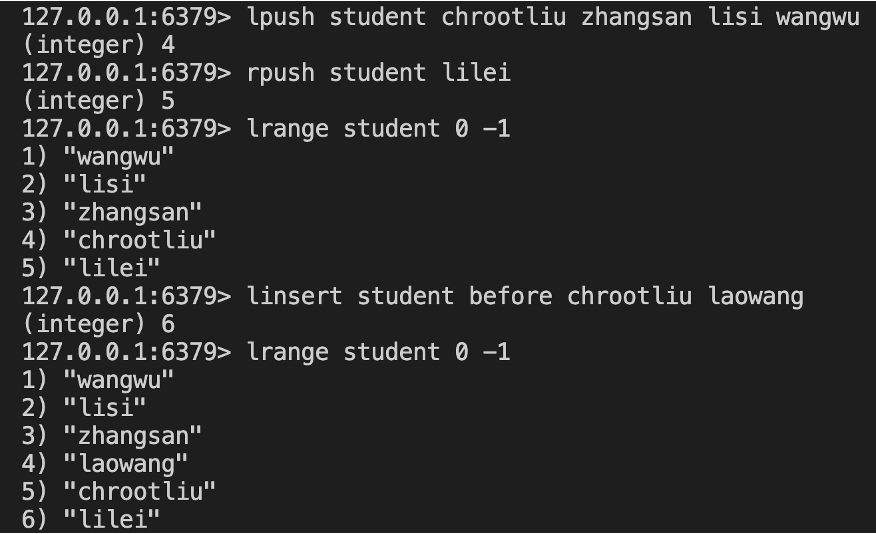 127.0.0.1:6379> lpush student chrootliu zhangsan lisi wangwu
(integer) 4
127.0.0.1:6379> rpush student lilei
(integer) 5
127.0.0.1:6379> lrange student 0 -1
1) "wangwu"
2) "lisi"
3) "zhangsan"
4) "chrootliu"
5) "lilei"
127.0.0.1:6379> linsert student before chrootliu laowang
(integer) 6
127.0.0.1:6379> lrange student 0 -1
1) "wangwu"
2) "lisi"
3) "zhangsan"
4) "laowang"
5) "chrootliu"
6) "lilei"